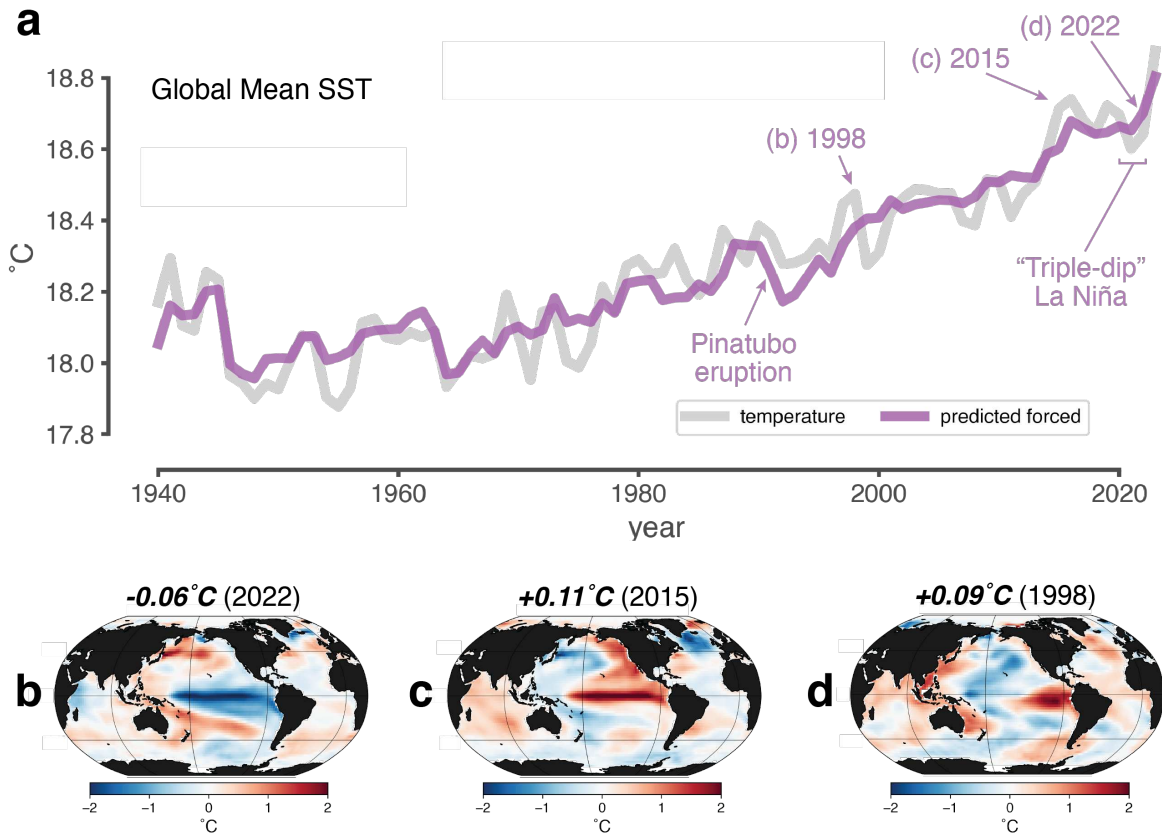 a
(d) 2022
(c) 2015
Global Mean SST
(b) 1998
18.8
18.6
18.4
18.2
18.0
17.8
°C
“Triple-dip”
La Niña
Pinatubo
eruption
temperature
predicted forced
1940
1960
1980
2000
2020
year
-0.06°C (2022)
+0.11°C (2015)
+0.09°C (1998)
b
c
d
−2 −1 0 1 2
°C
−2 −1 0 1 2
°C
−2 −1 0 1 2
°C